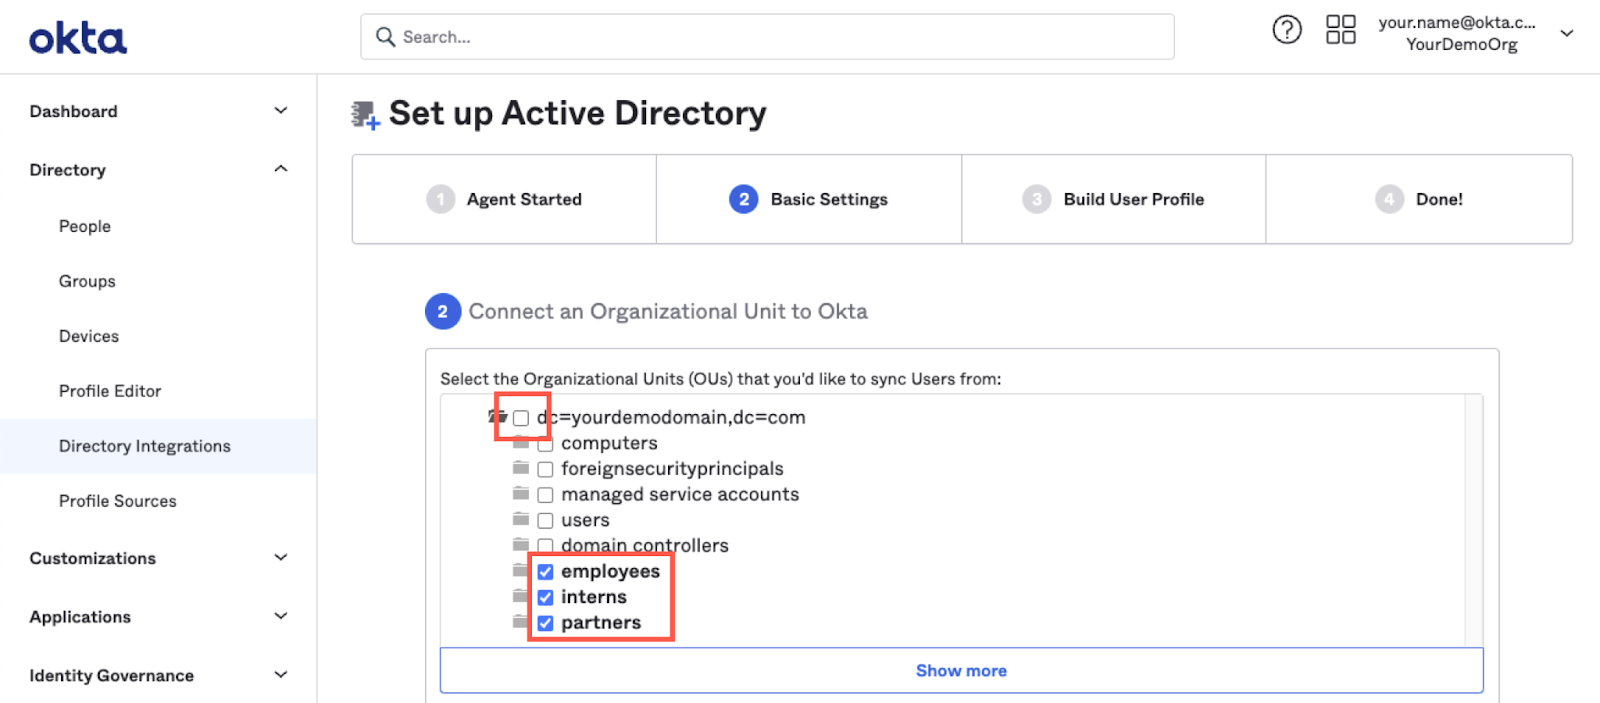 okta
Search...
?
your.name@okta.c...
YourDemoOrg
Dashboard
Directory
People
Groups
Devices
Profile Editor
Directory Integrations
Profile Sources
Customizations
Applications
Identity Governance
Set up Active Directory
1 Agent Started
2 Basic Settings
3 Build User Profile
4 Done!
2 Connect an Organizational Unit to Okta
Select the Organizational Units (OUs) that you'd like to sync Users from:
dc=yourdemodomain,dc=com
computers
foreignsecurityprincipals
managed service accounts
users
domain controllers
employees
interns
partners
Show more